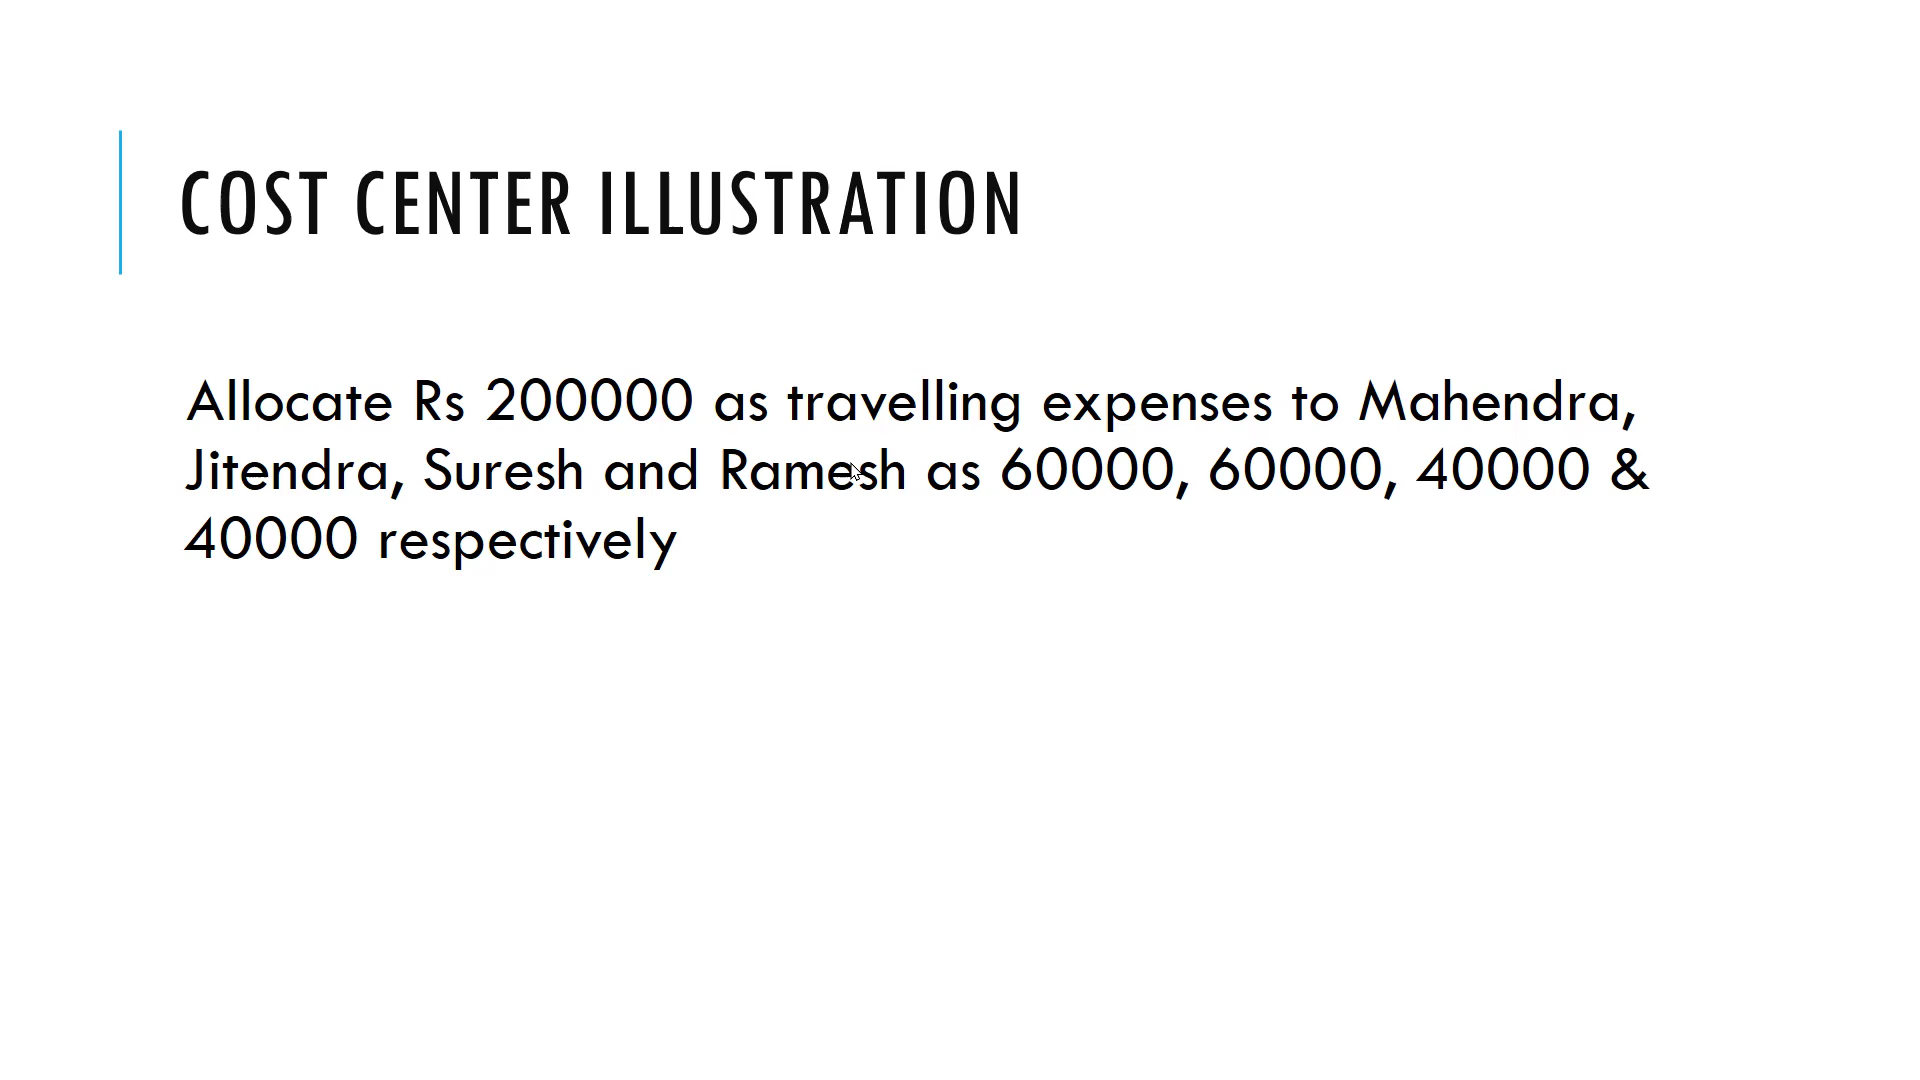 COST CENTER ILLUSTRATION
Allocate Rs 200000 as travelling expenses to Mahendra,
Jitendra, Suresh and Ramesh as 60000, 60000, 40000 &
40000 respectively